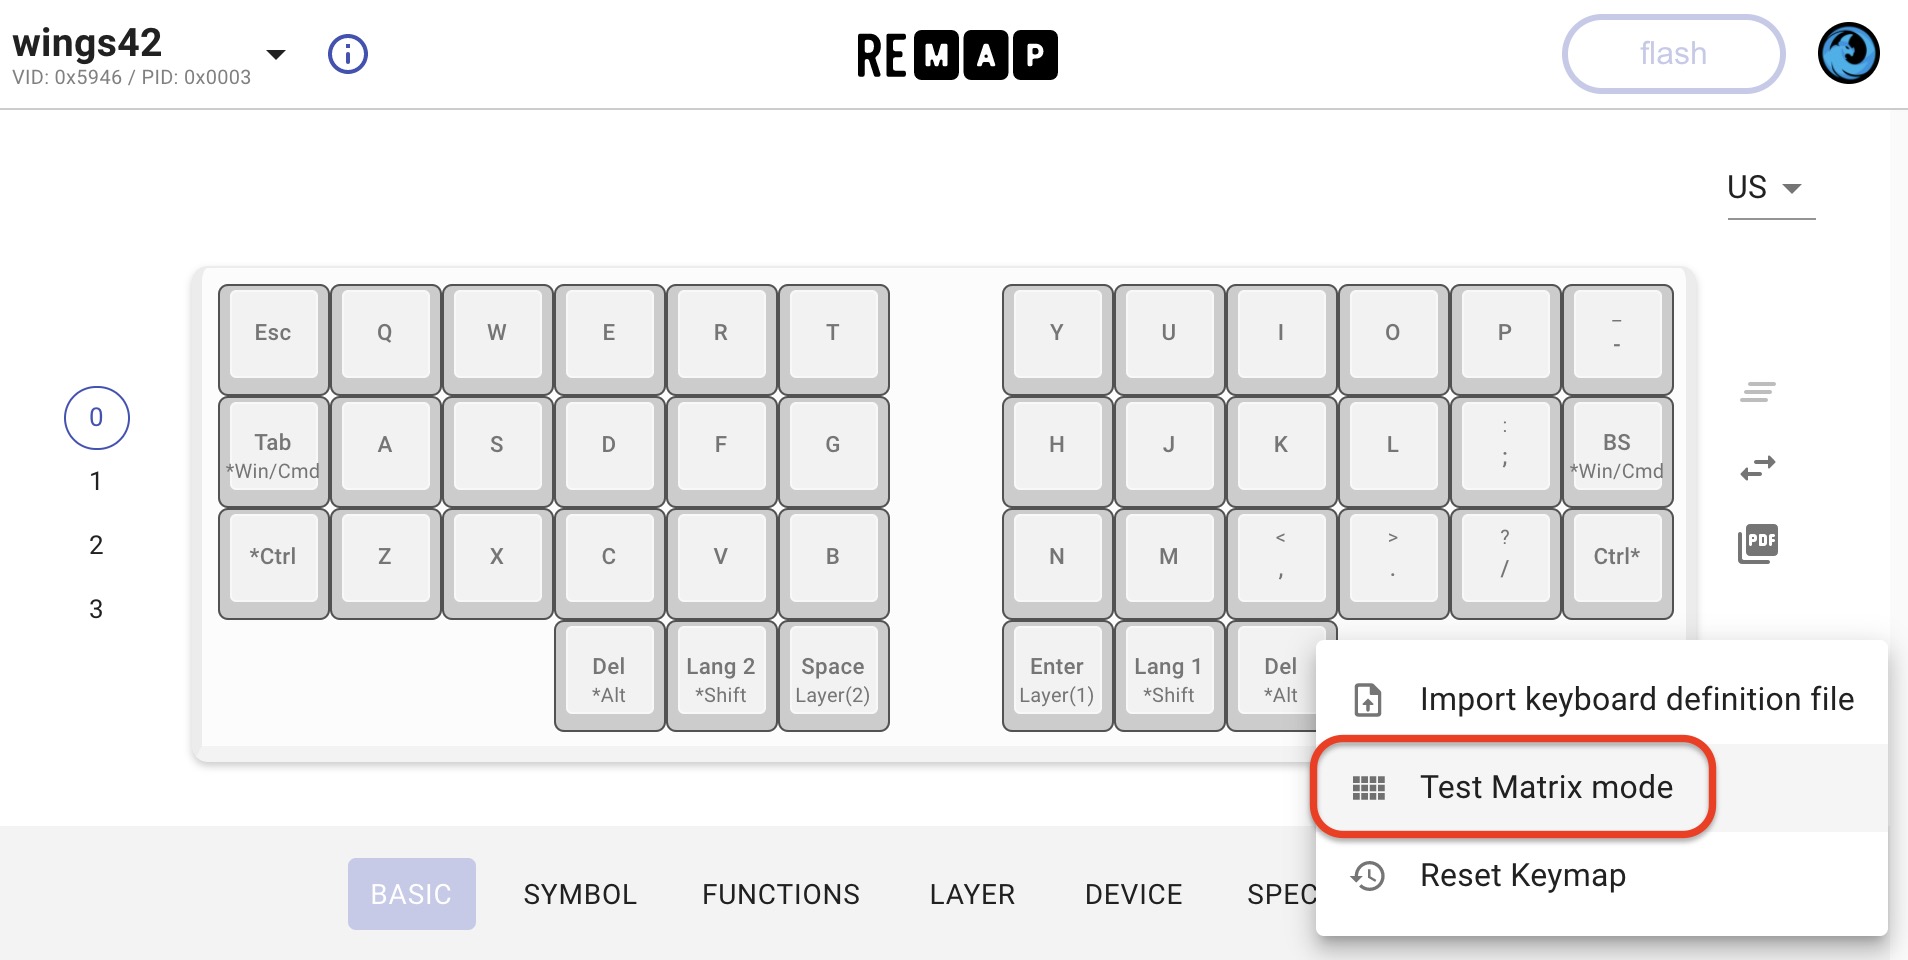 wings42
VID: 0x5946 / PID: 0x0003
REMAP
flash
US
Esc Q W E R T Y U I O P _ -
0
Tab *Win/Cmd A S D F G H J K L : ; BS *Win/Cmd
1
2
*Ctrl Z X C V B N M < , > . ? / Ctrl*
PDF
3
Del *Alt Lang 2 *Shift Space Layer(2) Enter Layer(1) Lang 1 *Shift Del *Alt
Import keyboard definition file
Test Matrix mode
Reset Keymap
BASIC SYMBOL FUNCTIONS LAYER DEVICE SPEC